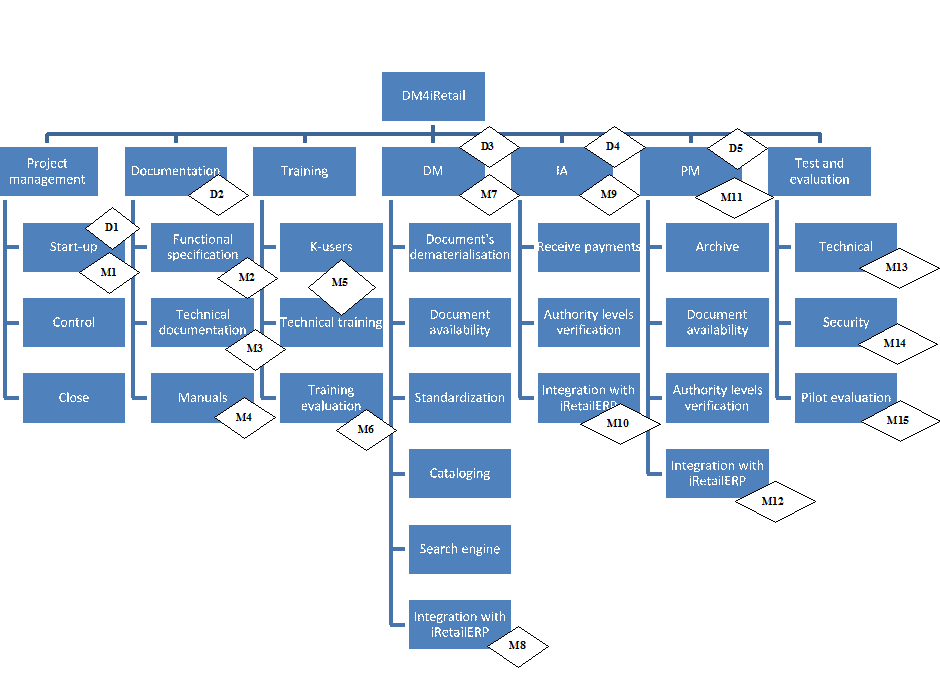 DM4iRetail
D3
D4
D5
Project
management
Documentation
Training
DM
IA
PM
Test and
evaluation
D2
M7
M9
M11
D1
Start-up
Functional
specification
K-users
Document's
dematerialisation
Receive payments
Archive
Technical
M1
M2
M5
M13
Control
Technical
documentation
Technical training
Document
availability
Authority levels
verification
Document
availability
Security
M3
M14
Close
Manuals
Training
evaluation
Standardization
Integration with
iRetailERP
Authority levels
verification
Pilot evaluation
M4
M6
M10
M15
Cataloging
Integration with
iRetailERP
M12
Search engine
Integration with
iRetailERP
M8